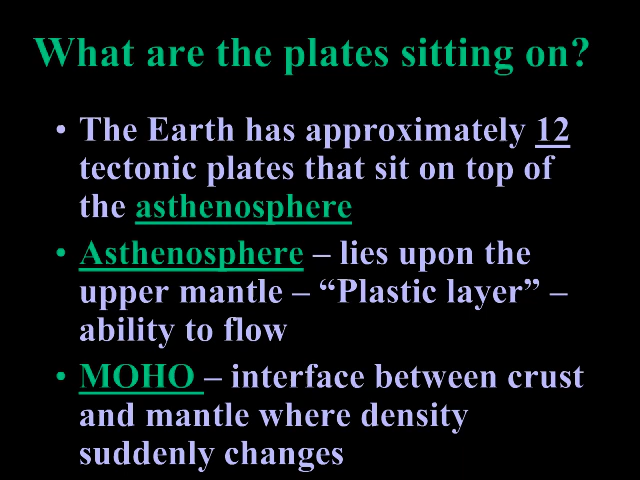 What are the plates sitting on?
• The Earth has approximately 12
tectonic plates that sit on top of
the asthenosphere
• Asthenosphere – lies upon the
upper mantle – “Plastic layer” –
ability to flow
• MOHO – interface between crust
and mantle where density
suddenly changes